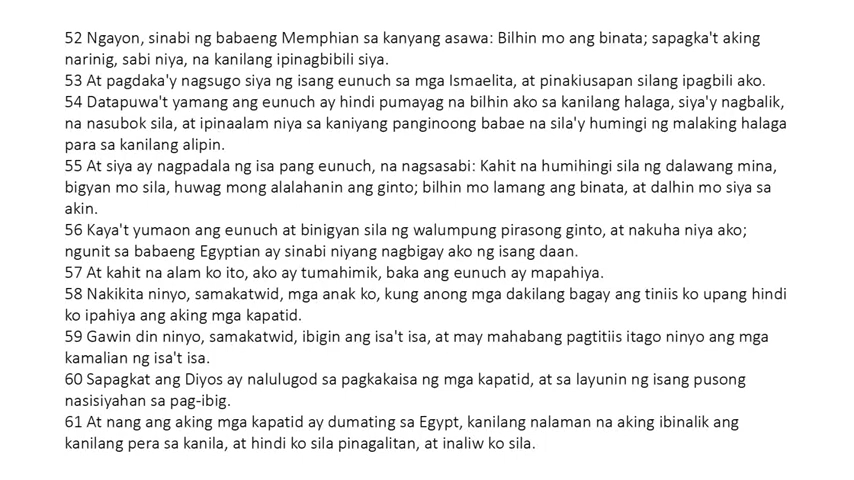 52 Ngayon, sinabi ng babaeng Memphian sa kanyang asawa: Bilhin mo ang binata; sapagka't aking
narinig, sabi niya, na kanilang ipinagbibili siya.
53 At pagdaka'y nagsugo siya ng isang eunuch sa mga Ismaelita, at pinakiusapan silang ipagbili ako.
54 Datapuwa't yamang ang eunuch ay hindi pumayag na bilhin ako sa kanilang halaga, siya'y nagbalik,
na nasubok sila, at ipinaalam niya sa kaniyang panginoong babae na sila'y humingi ng malaking halaga
para sa kanilang alipin.
55 At siya ay nagpadala ng isa pang eunuch, na nagsasabi: Kahit na humihingi sila ng dalawang mina,
bigyan mo sila, huwag mong alalahanin ang ginto; bilhin mo lamang ang binata, at dalhin mo siya sa
akin.
56 Kaya't yumaon ang eunuch at binigyan sila ng walumpung pirasong ginto, at nakuha niya ako;
ngunit sa babaeng Egyptian ay sinabi niyang nagbigay ako ng isang daan.
57 At kahit na alam ko ito, ako ay tumahimik, baka ang eunuch ay mapahiya.
58 Nakikita ninyo, samakatwid, mga anak ko, kung anong mga dakilang bagay ang tiniis ko upang hindi
ko ipahiya ang aking mga kapatid.
59 Gawin din ninyo, samakatwid, ibigin ang isa't isa, at may mahabang pagtitiis itago ninyo ang mga
kamalian ng isa't isa.
60 Sapagkat ang Diyos ay nalulugod sa pagkakaisa ng mga kapatid, at sa layunin ng isang pusong
nasisiyahan sa pag-ibig.
61 At nang ang aking mga kapatid ay dumating sa Egypt, kanilang nalaman na aking ibinalik ang
kanilang pera sa kanila, at hindi ko sila pinagalitan, at inaliw ko sila.